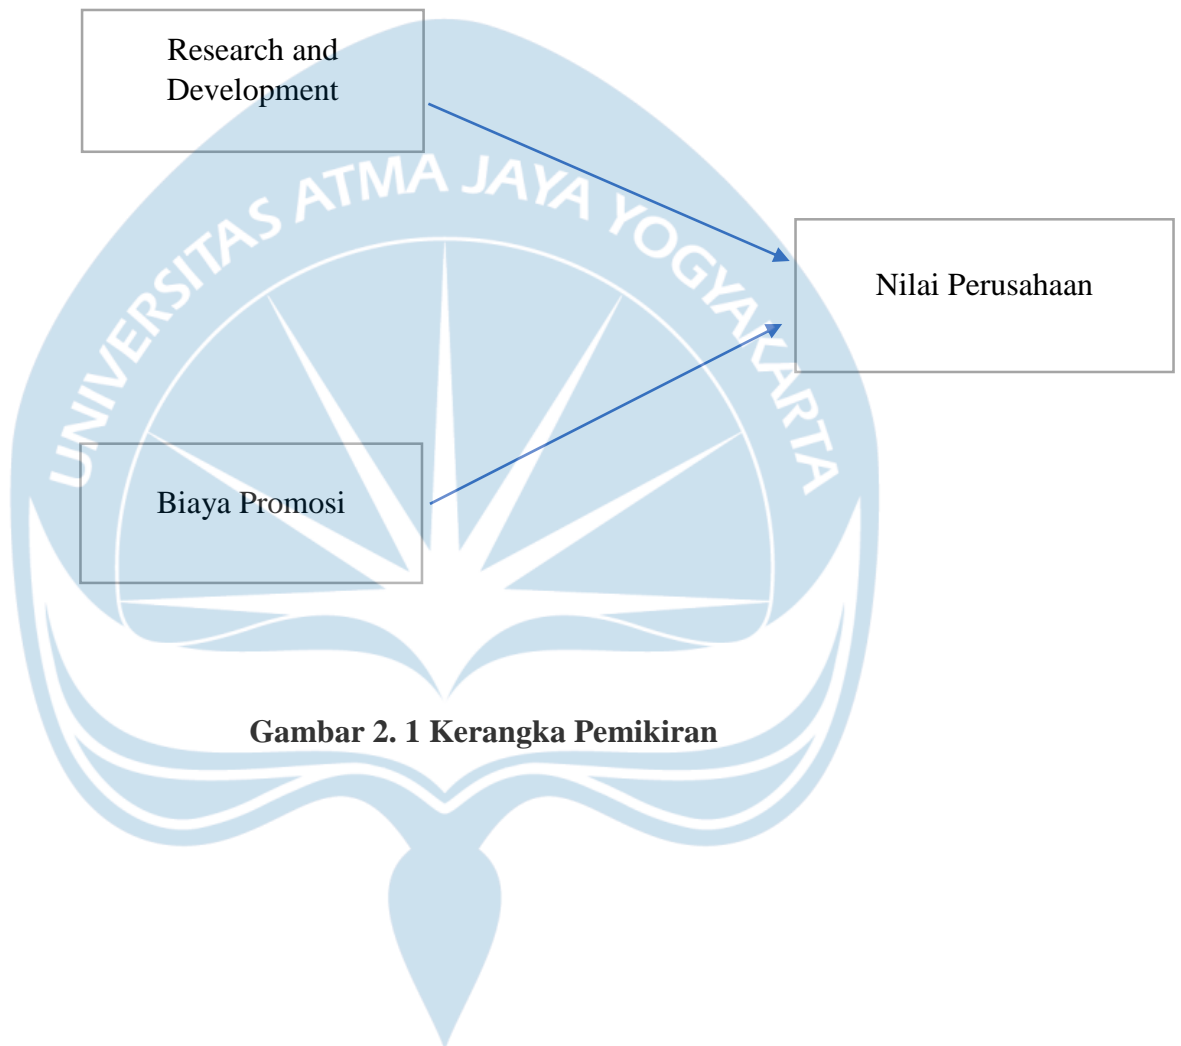 Research and
Development
UNIVERSITAS ATMA JAYA YOGYAKARTA
Nilai Perusahaan
Biaya Promosi
Gambar 2. 1 Kerangka Pemikiran